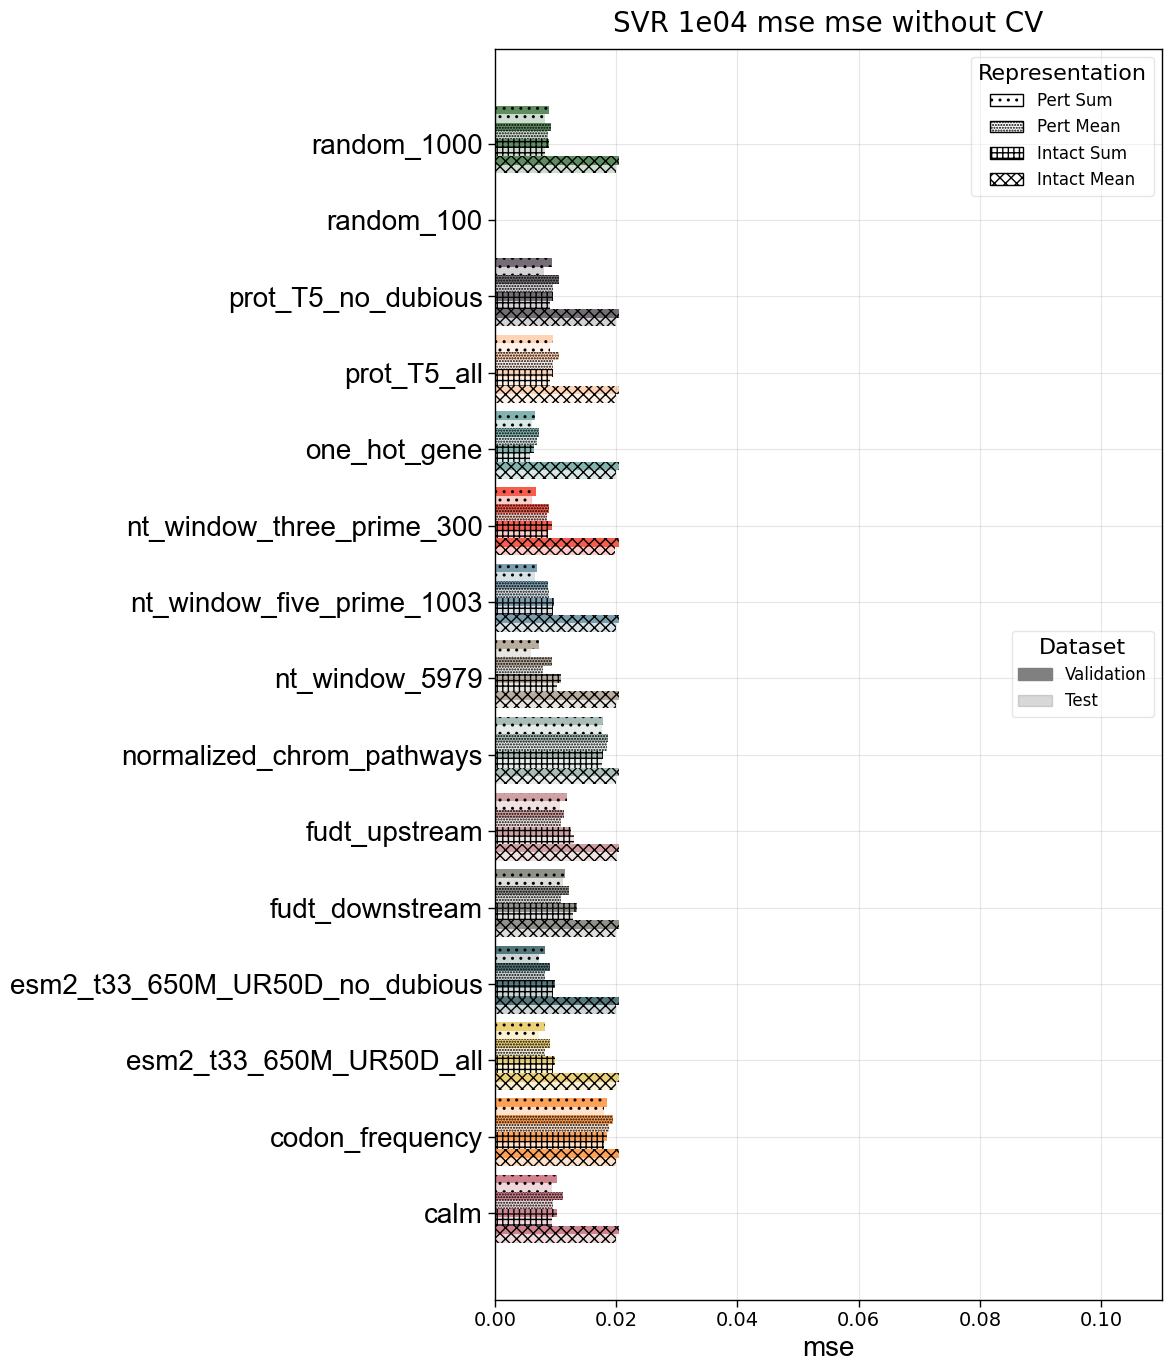 SVR 1e04 mse mse without CV
Representation
Pert Sum
Pert Mean
Intact Sum
Intact Mean
random_1000
random_100
prot_T5_no_dubious
prot_T5_all
one_hot_gene
nt_window_three_prime_300
nt_window_five_prime_1003
Dataset
Validation
Test
nt_window_5979
normalized_chrom_pathways
fudt_upstream
fudt_downstream
esm2_t33_650M_UR50D_no_dubious
esm2_t33_650M_UR50D_all
codon_frequency
calm
0.00 0.02 0.04 0.06 0.08 0.10
mse